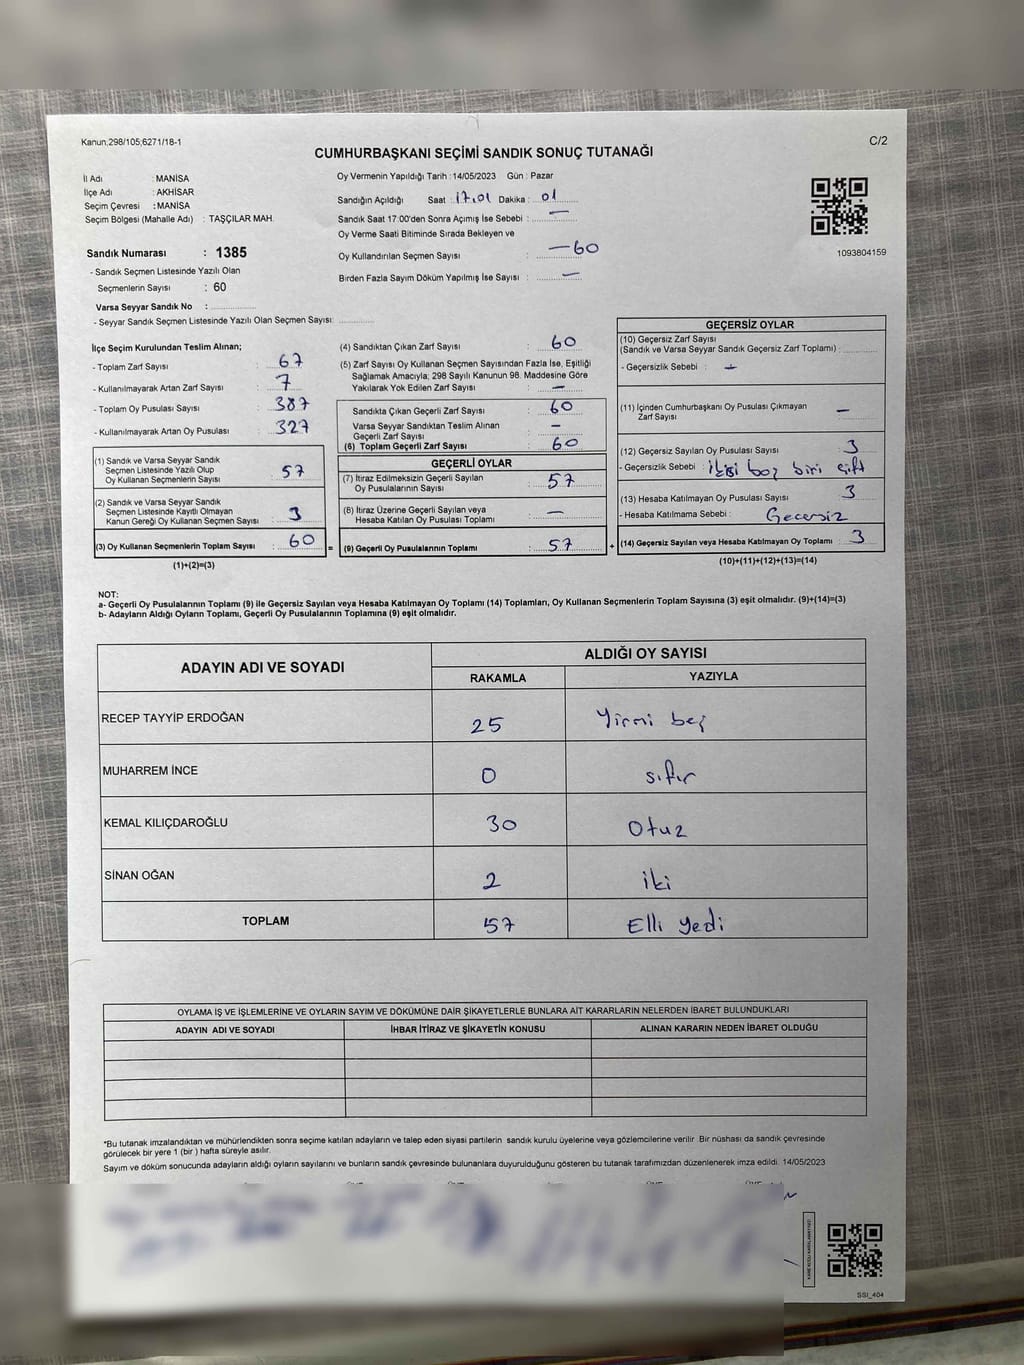 Kanun;298/105;6271/18-1
C/2
CUMHURBAŞKANI SEÇİMİ SANDIK SONUÇ TUTANAĞI
İl Adı : MANİSA
İlçe Adı : AKHİSAR
Seçim Çevresi : MANİSA
Seçim Bölgesi (Mahalle Adı) : TAŞÇILAR MAH.
Sandık Numarası : 1385
- Sandık Seçmen Listesinde Yazılı Olan
Seçmenlerin Sayısı : 60
Varsa Seyyar Sandık No :
- Seyyar Sandık Seçmen Listesinde Yazılı Olan Seçmen Sayısı:
Oy Vermenin Yapıldığı Tarih :14/05/2023 Gün : Pazar
Sandığın Açıldığı Saat : 17.01 Dakika : 01
Sandık Saat 17:00'den Sonra Açımış İse Sebebi : —
Oy Verme Saati Bitiminde Sırada Bekleyen ve
Oy Kullandırılan Seçmen Sayısı : —60
Birden Fazla Sayım Döküm Yapılmış İse Sayısı : —
1093804159
İlçe Seçim Kurulundan Teslim Alınan;
- Toplam Zarf Sayısı : 67
- Kullanılmayarak Artan Zarf Sayısı : 7
- Toplam Oy Pusulası Sayısı : 387
- Kullanılmayarak Artan Oy Pusulası : 327
(1) Sandık ve Varsa Seyyar Sandık
Seçmen Listesinde Yazılı Olup
Oy Kullanan Seçmenlerin Sayısı : 57
(2) Sandık ve Varsa Seyyar Sandık
Seçmen Listesinde Kayıtlı Olmayan
Kanun Gereği Oy Kullanan Seçmen Sayısı : 3
(3) Oy Kullanan Seçmenlerin Toplam Sayısı : 60 =
(1)+(2)=(3)
(4) Sandıktan Çıkan Zarf Sayısı : 60
(5) Zarf Sayısı Oy Kullanan Seçmen Sayısından Fazla İse, Eşitliği
Sağlamak Amacıyla; 298 Sayılı Kanunun 98. Maddesine Göre
Yakılarak Yok Edilen Zarf Sayısı : —
Sandıkta Çıkan Geçerli Zarf Sayısı : 60
Varsa Seyyar Sandıktan Teslim Alınan
Geçerli Zarf Sayısı : —
(6) Toplam Geçerli Zarf Sayısı : 60
GEÇERLİ OYLAR
(7) İtiraz Edilmeksizin Geçerli Sayılan
Oy Pusulalarının Sayısı : 57
(8) İtiraz Üzerine Geçerli Sayılan veya
Hesaba Katılan Oy Pusulası Toplamı : —
(9) Geçerli Oy Pusulalarının Toplamı : 57 +
GEÇERSİZ OYLAR
(10) Geçersiz Zarf Sayısı
(Sandık ve Varsa Seyyar Sandık Geçersiz Zarf Toplamı) :
- Geçersizlik Sebebi : —
(11) İçinden Cumhurbaşkanı Oy Pusulası Çıkmayan
Zarf Sayısı : —
(12) Geçersiz Sayılan Oy Pusulası Sayısı : 3
- Geçersizlik Sebebi : ikisi boş biri çift
(13) Hesaba Katılmayan Oy Pusulası Sayısı : 3
- Hesaba Katılmama Sebebi : Gecersiz
(14) Geçersiz Sayılan veya Hesaba Katılmayan Oy Toplamı : 3
(10)+(11)+(12)+(13)=(14)
NOT:
a- Geçerli Oy Pusulalarının Toplamı (9) ile Geçersiz Sayılan veya Hesaba Katılmayan Oy Toplamı (14) Toplamları, Oy Kullanan Seçmenlerin Toplam Sayısına (3) eşit olmalıdır. (9)+(14)=(3)
b- Adayların Aldığı Oyların Toplamı, Geçerli Oy Pusulalarının Toplamına (9) eşit olmalıdır.
ADAYIN ADI VE SOYADI ALDIĞI OY SAYISI
RAKAMLA YAZIYLA
RECEP TAYYİP ERDOĞAN 25 Yirmi beş
MUHARREM İNCE 0 sıfır
KEMAL KILIÇDAROĞLU 30 Otuz
SİNAN OĞAN 2 iki
TOPLAM 57 Elli yedi
OYLAMA İŞ VE İŞLEMLERİNE VE OYLARIN SAYIM VE DÖKÜMÜNE DAİR ŞİKAYETLERLE BUNLARA AİT KARARLARIN NELERDEN İBARET BULUNDUKLARI
ADAYIN ADI VE SOYADI İHBAR İTİRAZ VE ŞİKAYETİN KONUSU ALINAN KARARIN NEDEN İBARET OLDUĞU
*Bu tutanak imzalandıktan ve mühürlendikten sonra seçime katılan adayların ve talep eden siyasi partilerin sandık kurulu üyelerine veya gözlemcilerine verilir. Bir nüshası da sandık çevresinde
görülecek bir yere 1 (bir ) hafta süreyle asılır.
Sayım ve döküm sonucunda adayların aldığı oyların sayılarını ve bunların sandık çevresinde bulunanlara duyurulduğunu gösteren bu tutanak tarafımızdan düzenlenerek imza edildi. 14/05/2023
SSI_404